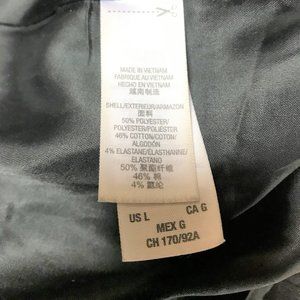 MADE IN VIETNAM
FABRIQUÉ AU VIETNAM
HECHO EN VIETNAM
越南制造
SHELL/EXTERIEUR/ARMAZON
面料
50% POLYESTER/
POLYESTER/POLIÉSTER
46% COTTON/COTON/
ALGODÓN
4% ELASTANE/ELASTHANNE/
ELASTANO
50% 聚酯纤维
46% 棉
4% 氨纶
US L CA G
MEX G
CH 170/92A